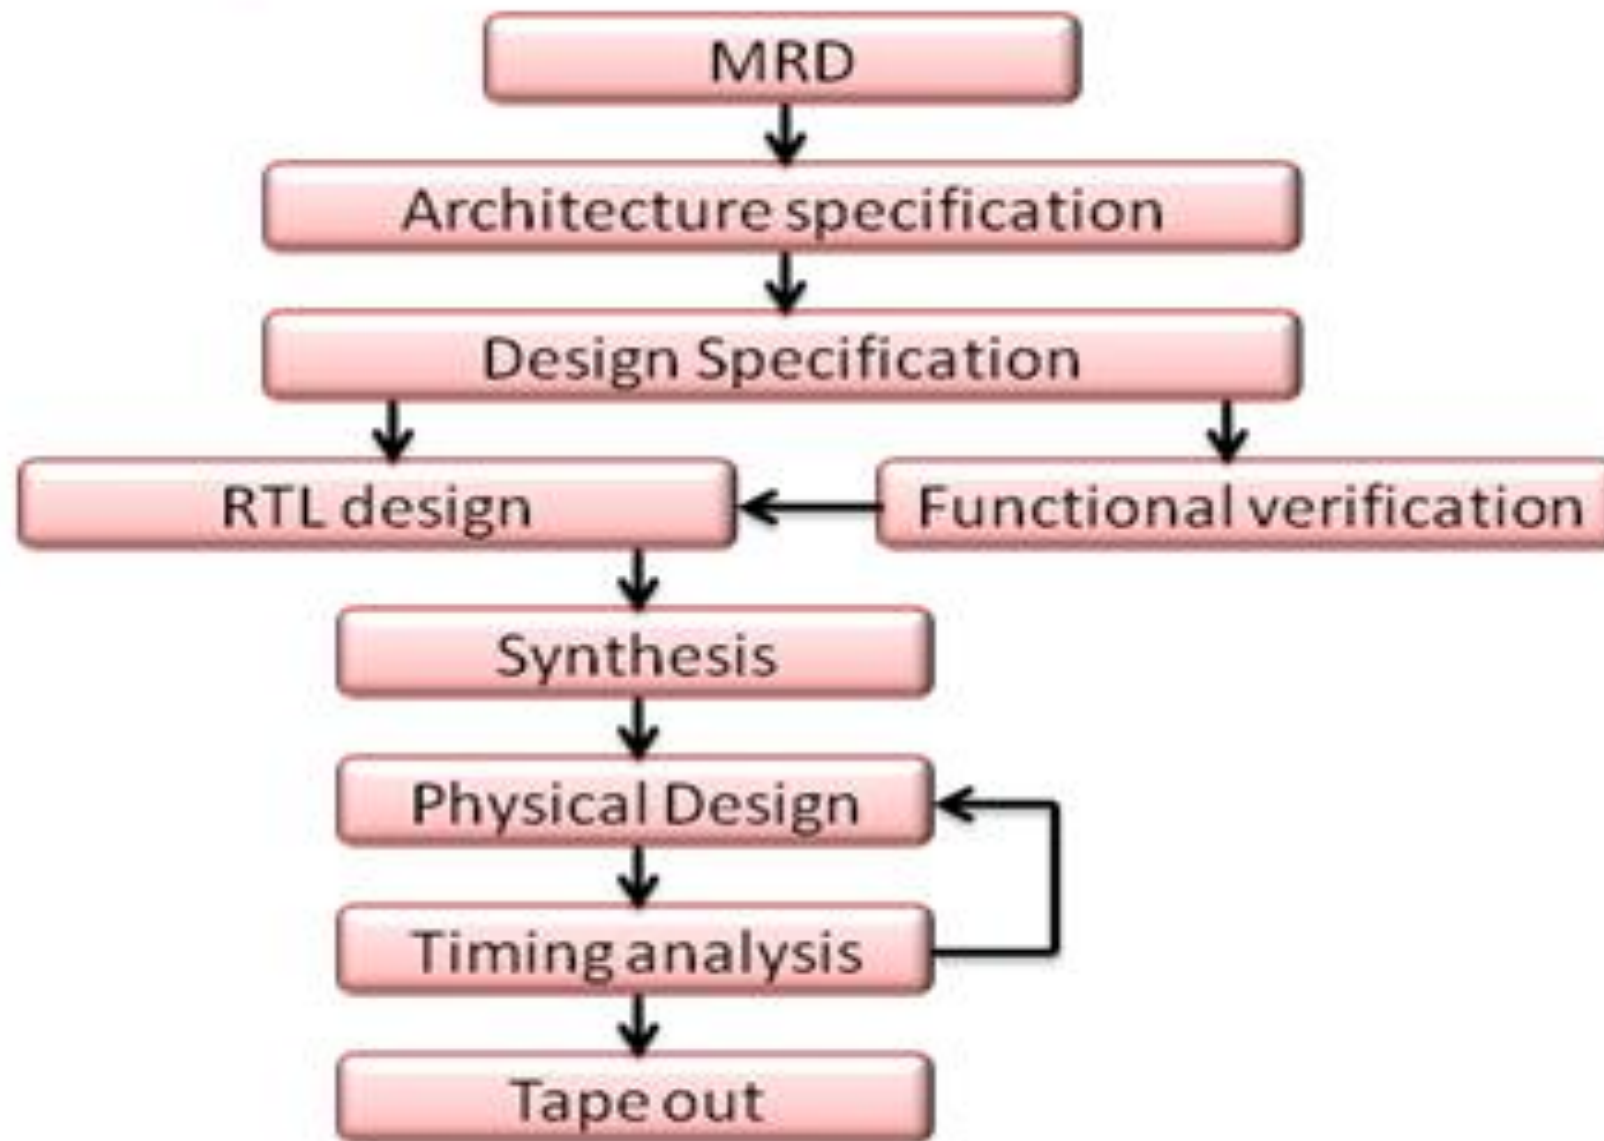 MRD
Architecture specification
Design Specification
RTL design
Functional verification
Synthesis
Physical Design
Timing analysis
Tape out